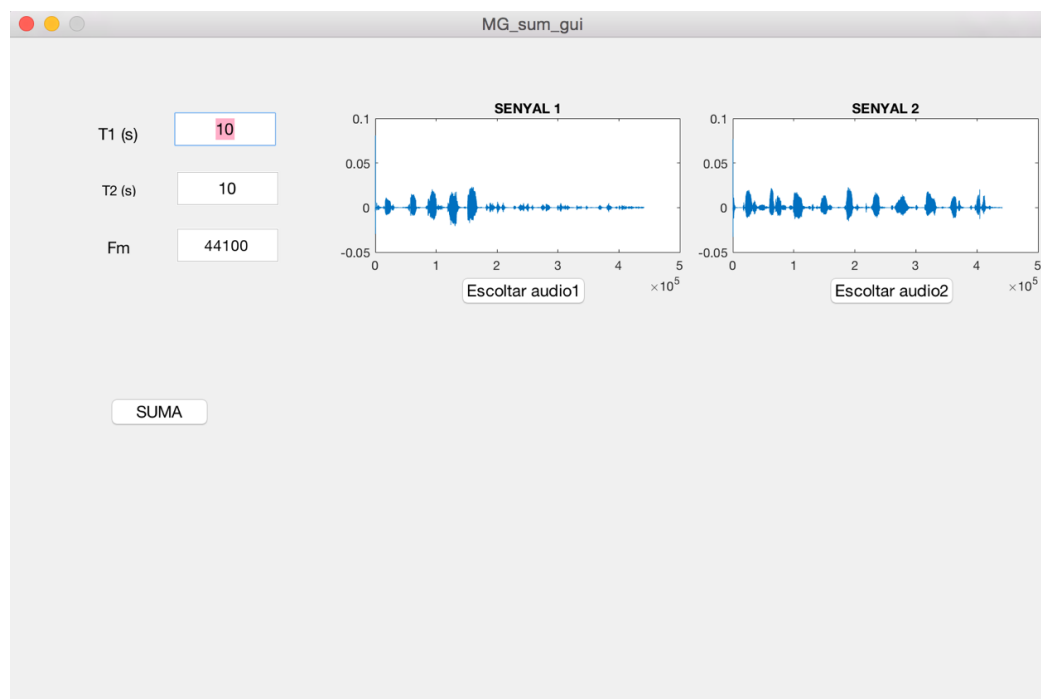 MG_sum_gui
T1 (s)
10
T2 (s)
10
Fm
44100
SUMA
SENYAL 1
0.1
0.05
0
-0.05
0 1 2 3 4 5
×10^5
Escoltar audio1
SENYAL 2
0.1
0.05
0
-0.05
0 1 2 3 4 5
×10^5
Escoltar audio2